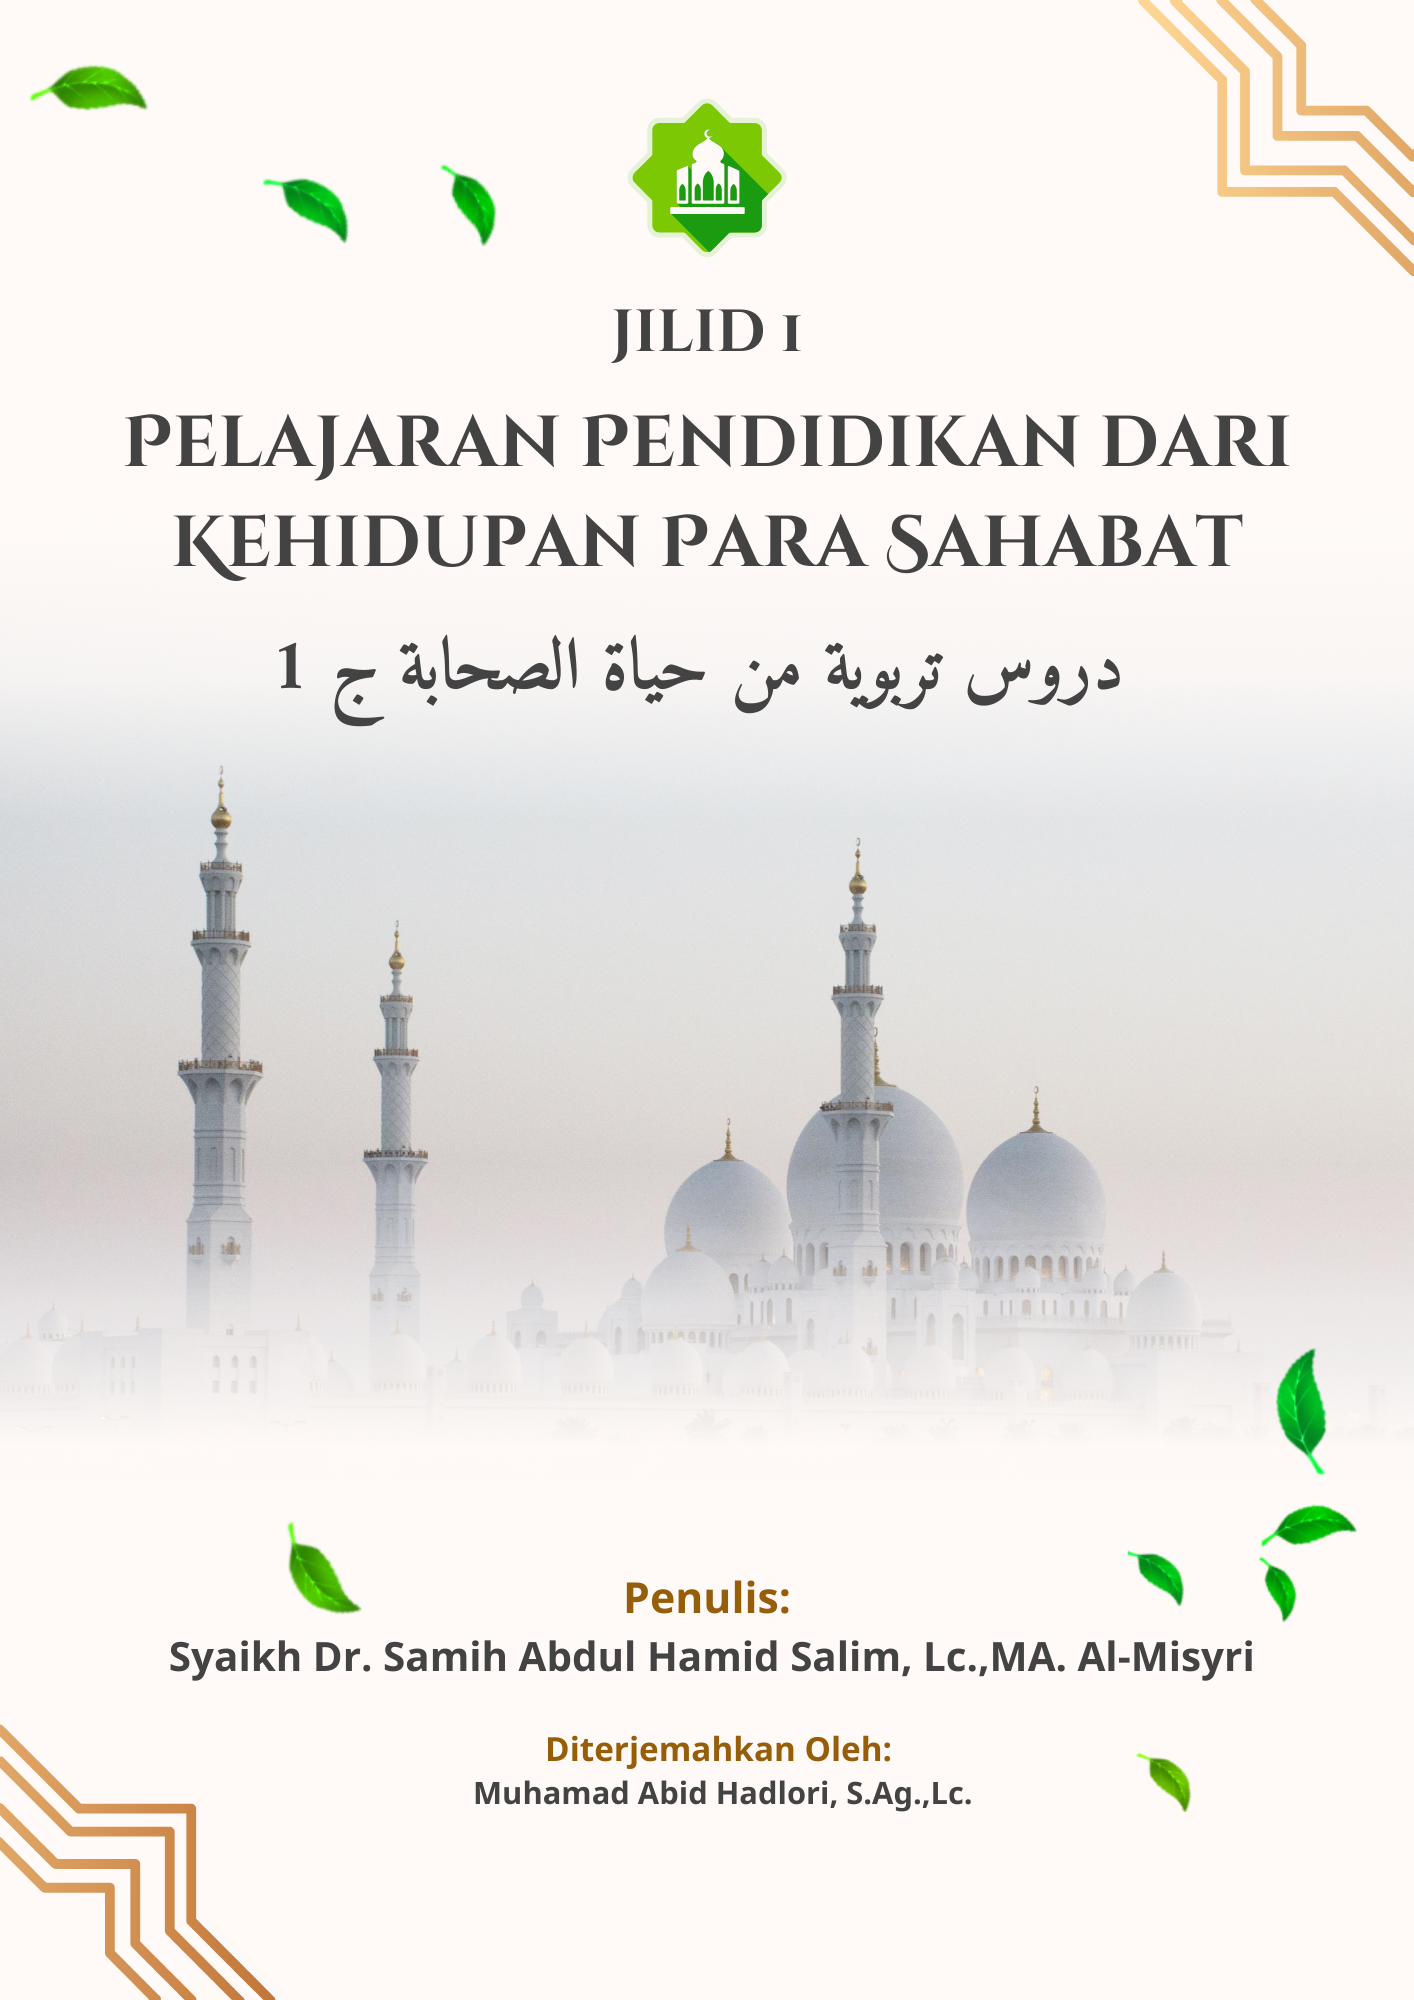 JILID 1
Pelajaran Pendidikan dari
Kehidupan Para Sahabat
دروس تربوية من حياة الصحابة ج 1
Penulis:
Syaikh Dr. Samih Abdul Hamid Salim, Lc.,MA. Al-Misyri
Diterjemahkan Oleh:
Muhamad Abid Hadlori, S.Ag.,Lc.